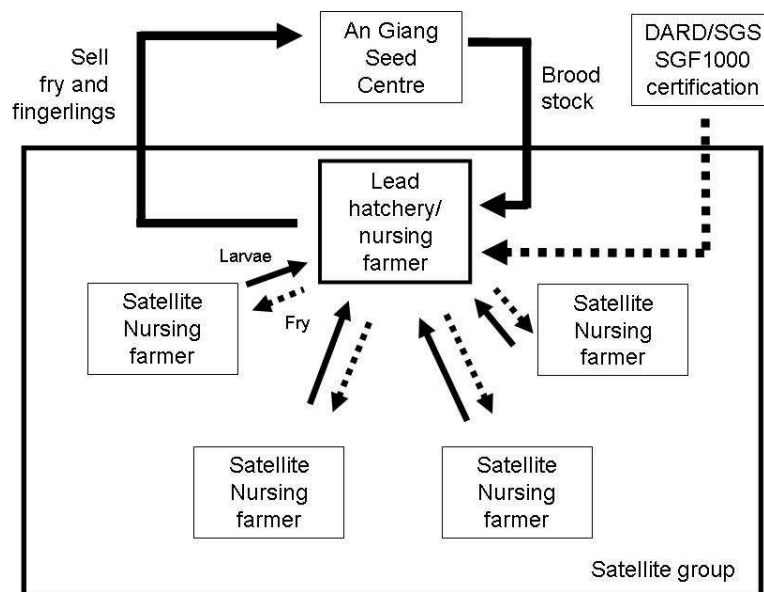 Sell
fry and
fingerlings
An Giang
Seed
Centre
Brood
stock
DARD/SGS
SGF1000
certification
Lead
hatchery/
nursing
farmer
Larvae
Fry
Satellite
Nursing
farmer
Satellite
Nursing
farmer
Satellite
Nursing
farmer
Satellite
Nursing
farmer
Satellite group